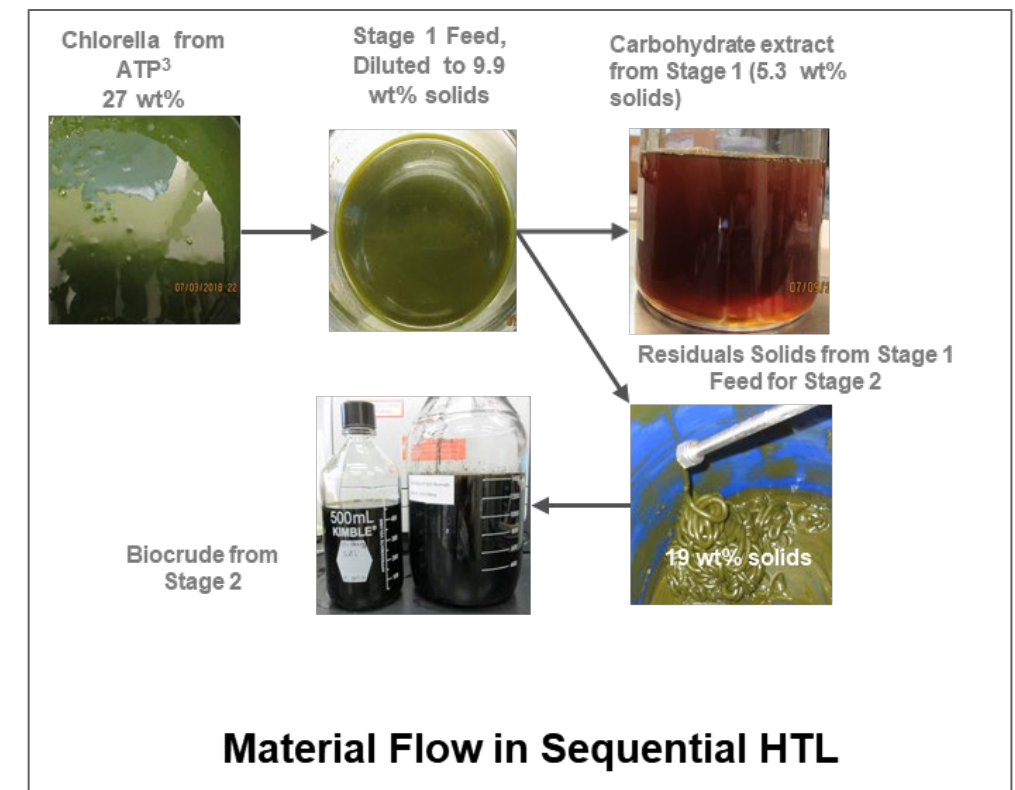 Chlorella from
ATP³
27 wt%
Stage 1 Feed,
Diluted to 9.9
wt% solids
Carbohydrate extract
from Stage 1 (5.3 wt%
solids)
07/03/2018 22
Residuals Solids from Stage 1
Feed for Stage 2
19 wt% solids
500mL
KIMBLE
Biocrude from
Stage 2
Material Flow in Sequential HTL